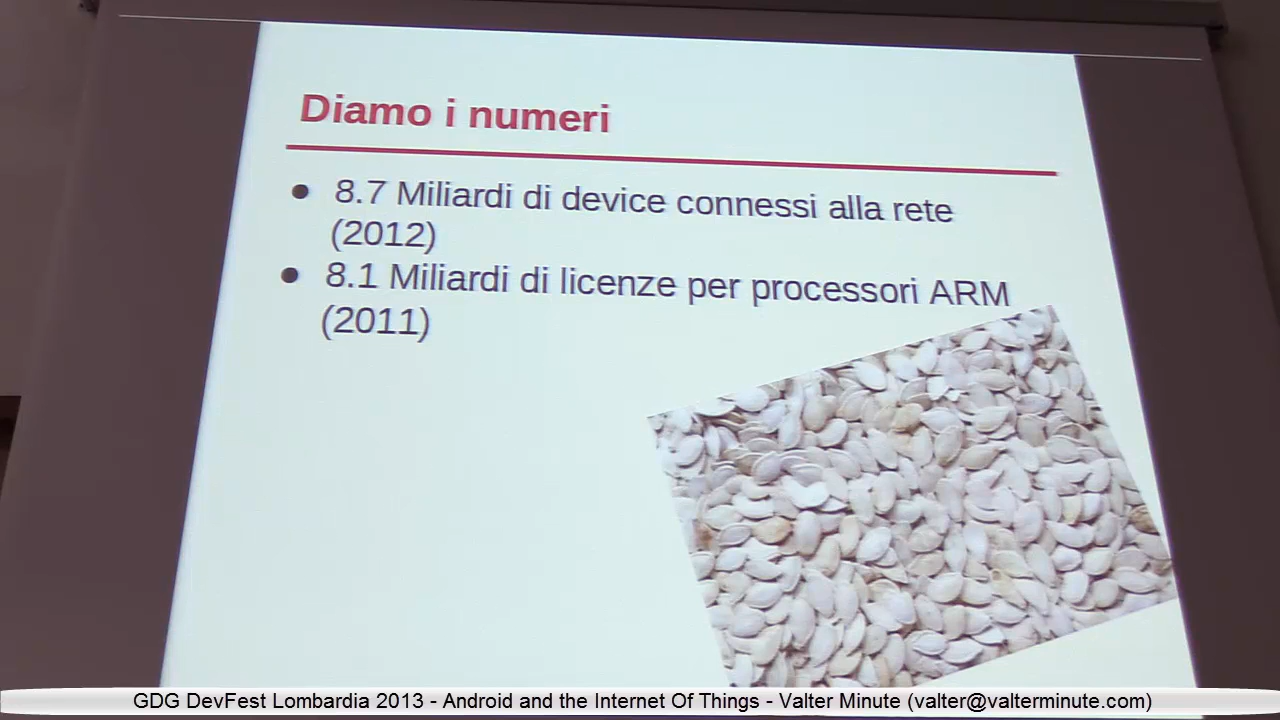 Diamo i numeri
● 8.7 Miliardi di device connessi alla rete
(2012)
● 8.1 Miliardi di licenze per processori ARM
(2011)
GDG DevFest Lombardia 2013 - Android and the Internet Of Things - Valter Minute (valter@valterminute.com)